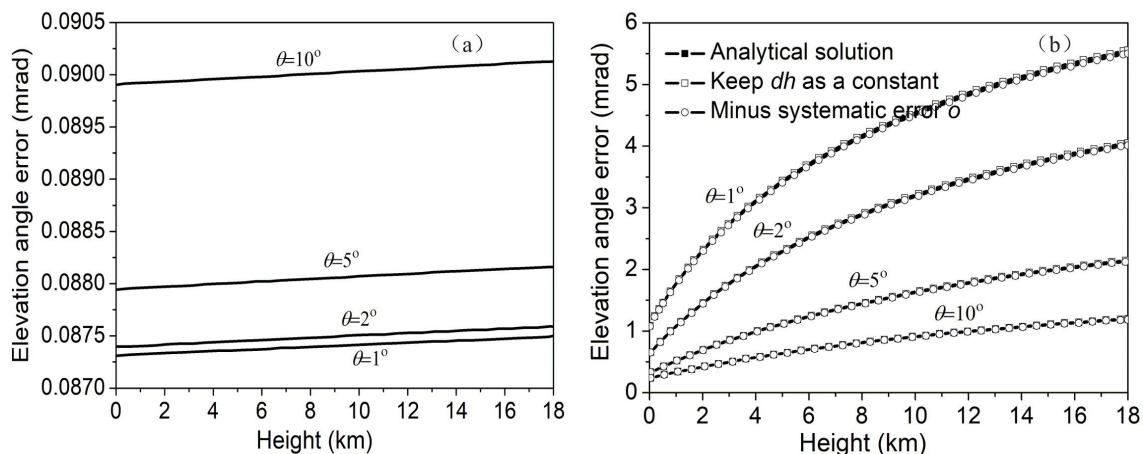 (a)
Elevation angle error (mrad)
0.0905
0.0900
0.0895
0.0890
0.0885
0.0880
0.0875
0.0870
θ=10°
θ=5°
θ=2°
θ=1°
0 2 4 6 8 10 12 14 16 18
Height (km)
(b)
Elevation angle error (mrad)
6
5
4
3
2
1
0
Analytical solution
Keep dh as a constant
Minus systematic error σ
θ=1°
θ=2°
θ=5°
θ=10°
0 2 4 6 8 10 12 14 16 18
Height (km)